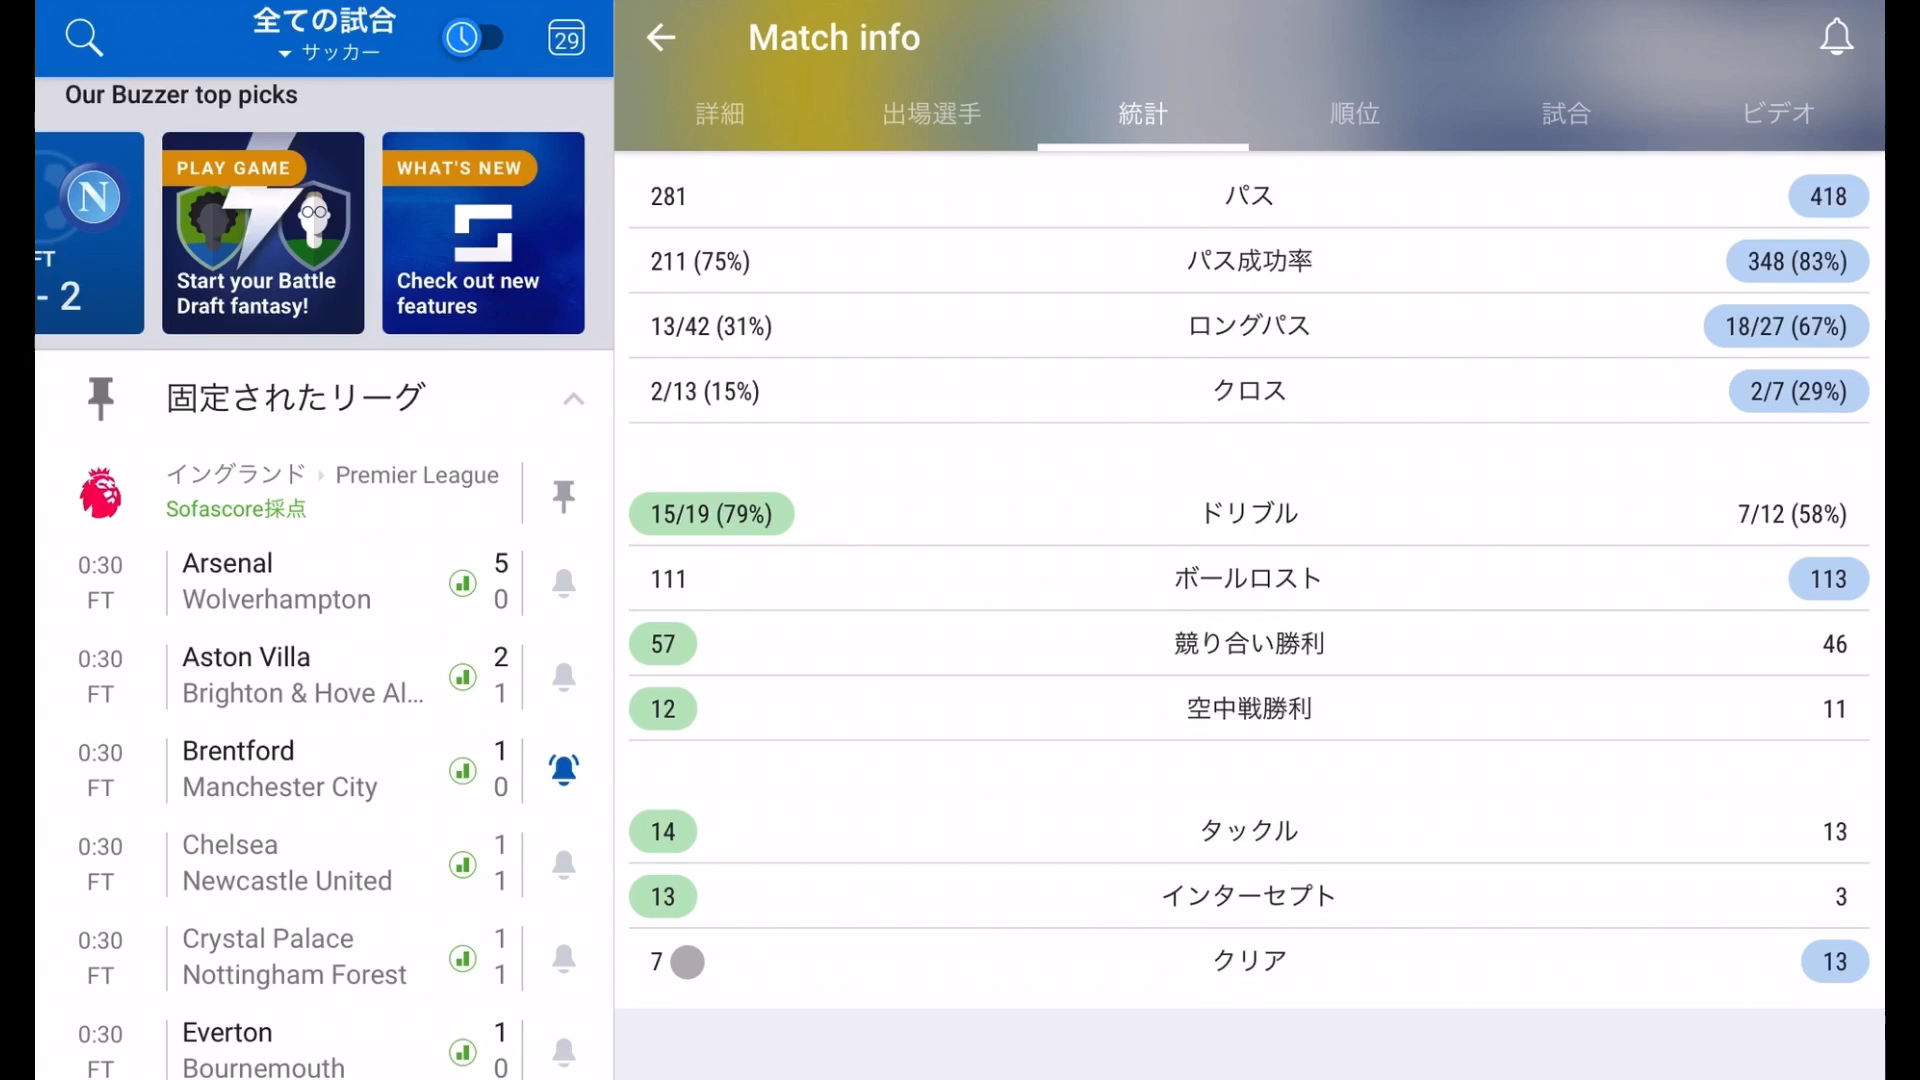 全ての試合
サッカー
29
Our Buzzer top picks
N
FT
- 2
PLAY GAME
Start your Battle
Draft fantasy!
WHAT'S NEW
Check out new
features
固定されたリーグ
イングランド Premier League
Sofascore採点
0:30 Arsenal 5
FT Wolverhampton 0
0:30 Aston Villa 2
FT Brighton & Hove Al... 1
0:30 Brentford 1
FT Manchester City 0
0:30 Chelsea 1
FT Newcastle United 1
0:30 Crystal Palace 1
FT Nottingham Forest 1
0:30 Everton 1
FT Bournemouth 0
Match info
詳細 出場選手 統計 順位 試合 ビデオ
281 パス 418
211 (75%) パス成功率 348 (83%)
13/42 (31%) ロングパス 18/27 (67%)
2/13 (15%) クロス 2/7 (29%)
15/19 (79%) ドリブル 7/12 (58%)
111 ボールロスト 113
57 競り合い勝利 46
12 空中戦勝利 11
14 タックル 13
13 インターセプト 3
7 クリア 13